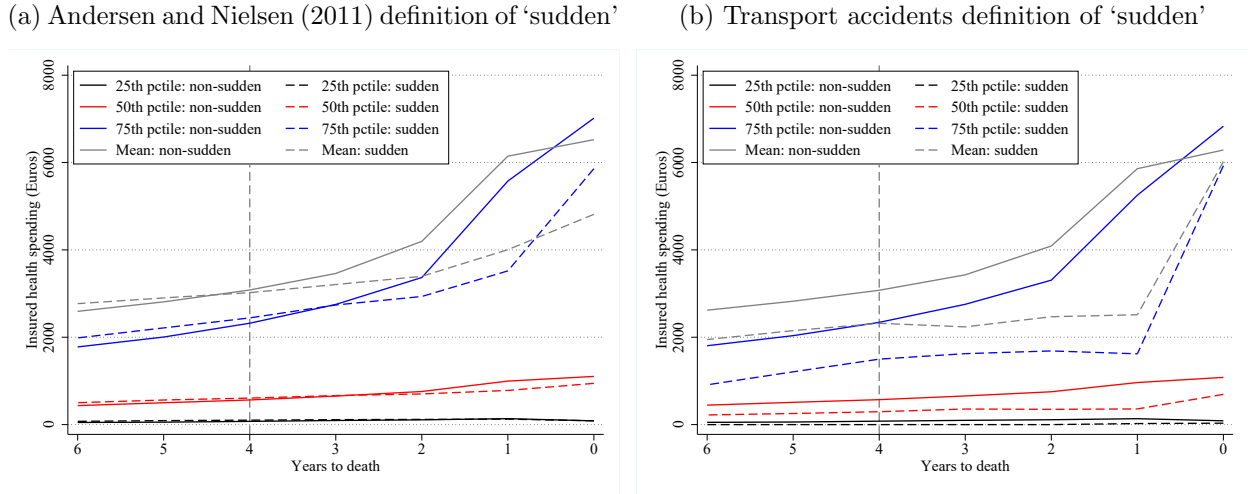 (a) Andersen and Nielsen (2011) definition of ‘sudden’
8000
25th pctile: non-sudden 25th pctile: sudden
50th pctile: non-sudden 50th pctile: sudden
75th pctile: non-sudden 75th pctile: sudden
Mean: non-sudden Mean: sudden
6000
4000
2000
0
Insured health spending (Euros)
6 5 4 3 2 1 0
Years to death
(b) Transport accidents definition of ‘sudden’
8000
25th pctile: non-sudden 25th pctile: sudden
50th pctile: non-sudden 50th pctile: sudden
75th pctile: non-sudden 75th pctile: sudden
Mean: non-sudden Mean: sudden
6000
4000
2000
0
Insured health spending (Euros)
6 5 4 3 2 1 0
Years to death